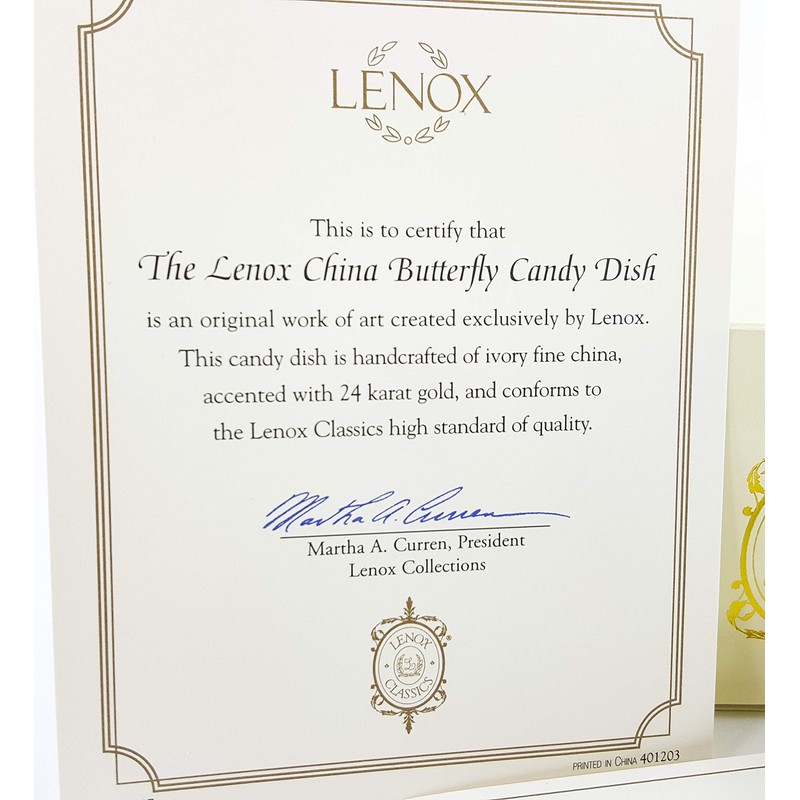 LENOX
This is to certify that
The Lenox China Butterfly Candy Dish
is an original work of art created exclusively by Lenox.
This candy dish is handcrafted of ivory fine china,
accented with 24 karat gold, and conforms to
the Lenox Classics high standard of quality.
Martha A. Curren
Martha A. Curren, President
Lenox Collections
LENOX
L
CLASSICS
®
PRINTED IN CHINA 401203